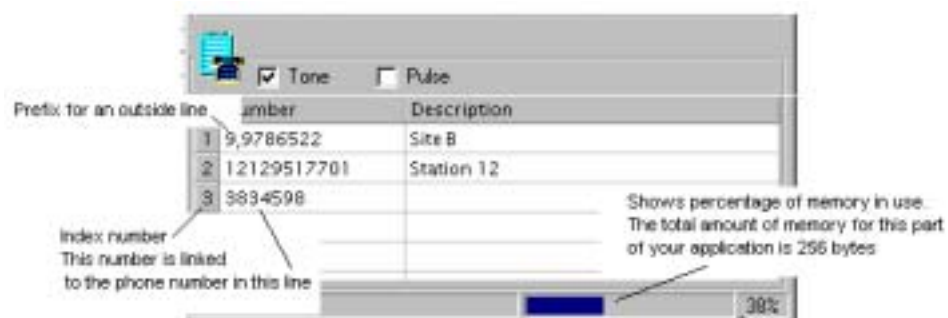 Tone Pulse
Prefix for an outside line
umber Description
1 9,9786522 Site B
2 12129517701 Station 12
3 3834598
Shows percentage of memory in use.
The total amount of memory for this part
of your application is 256 bytes
Index number
This number is linked
to the phone number in this line
38%